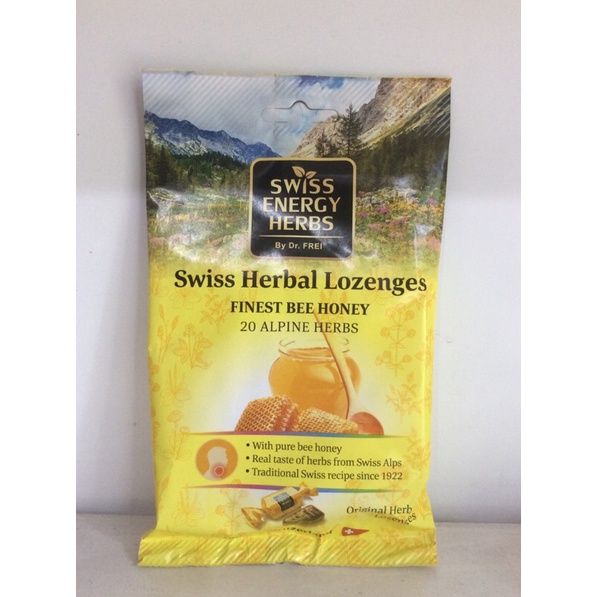 SWISS
ENERGY
HERBS
By Dr. FREI
Swiss Herbal Lozenges
FINEST BEE HONEY
20 ALPINE HERBS
• With pure bee honey
• Real taste of herbs from Swiss Alps
• Traditional Swiss recipe since 1922
Original Herb